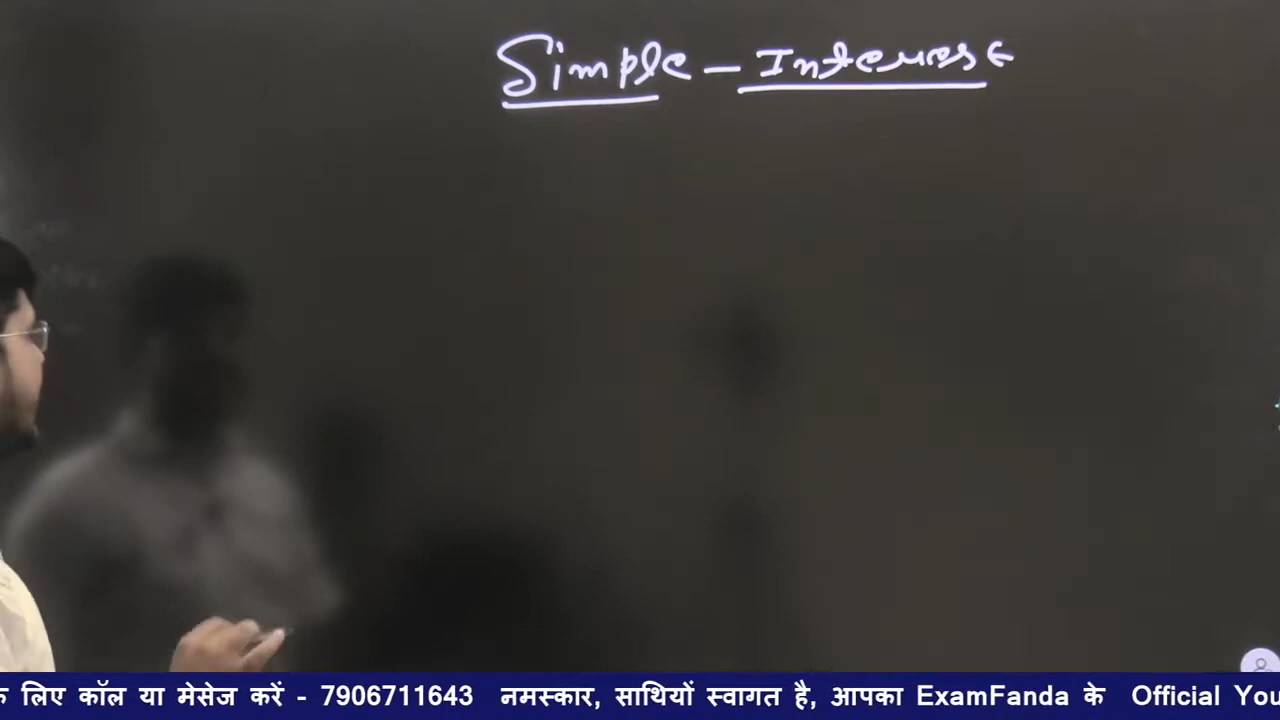 Simple - Interest
के लिए कॉल या मेसेज करें - 7906711643 नमस्कार, साथियों स्वागत है, आपका ExamFanda के Official You